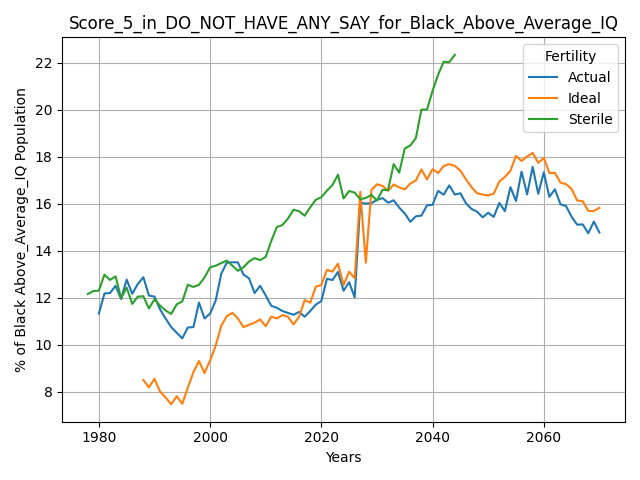 Score_5_in_DO_NOT_HAVE_ANY_SAY_for_Black_Above_Average_IQ
% of Black Above_Average_IQ Population
22
20
18
16
14
12
10
8
Fertility
Actual
Ideal
Sterile
1980 2000 2020 2040 2060
Years